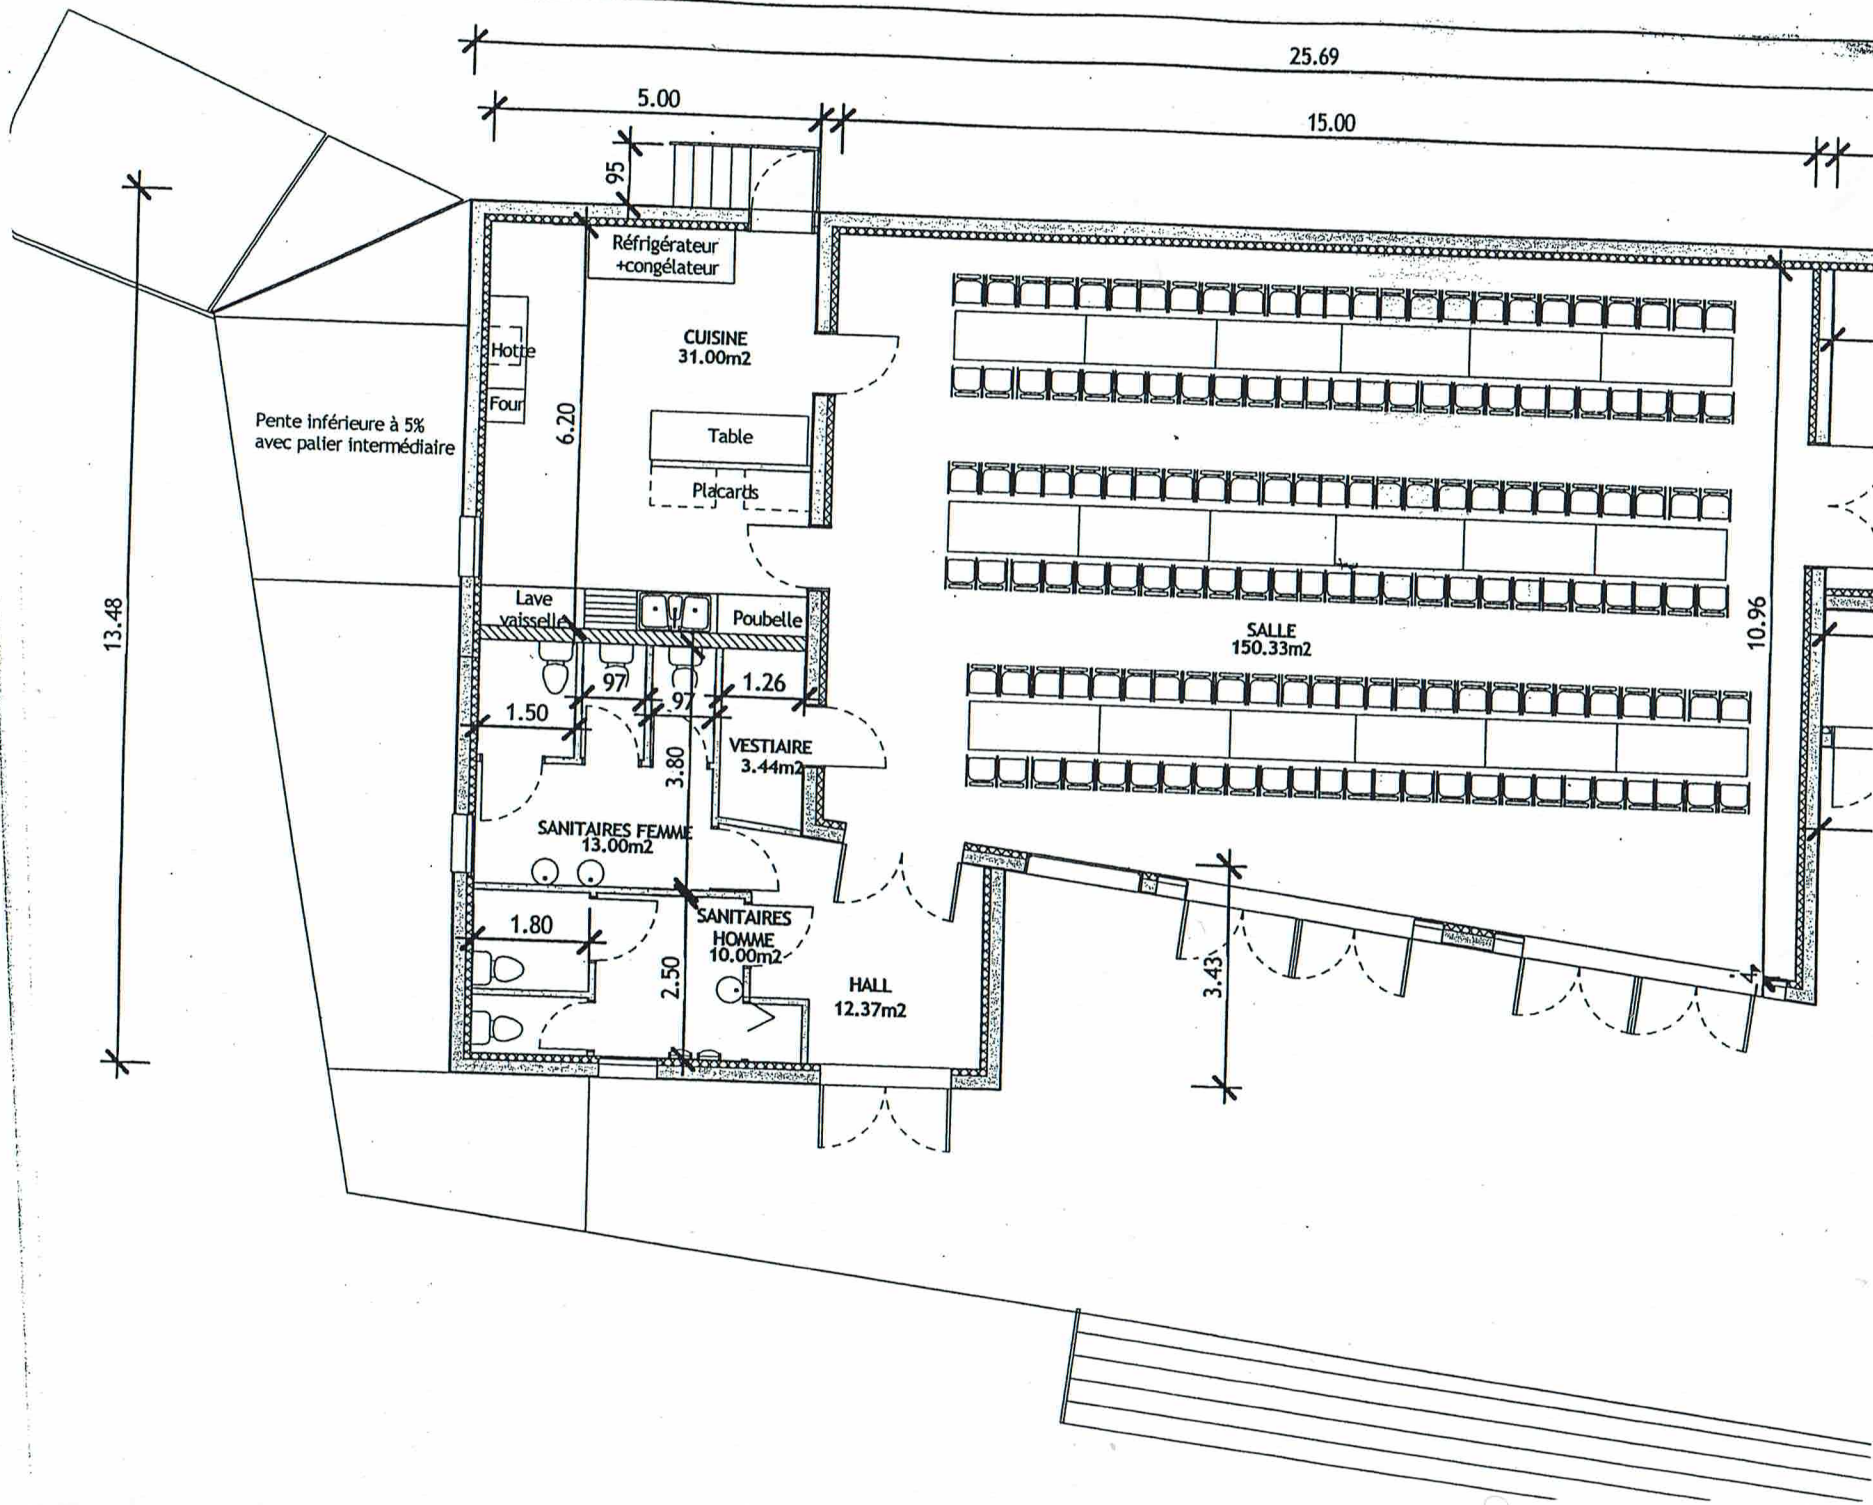 25.69
5.00
15.00
95
Réfrigérateur
+congélateur
CUISINE
31.00m2
Hotte
Four
6.20
Table
Placards
Pente inférieure à 5%
avec palier intermédiaire
13.48
Lave
vaisselle
Poubelle
SALLE
150.33m2
10.96
97
97
1.26
1.50
3.80
VESTIAIRE
3.44m2
SANITAIRES FEMME
13.00m2
1.80
SANITAIRES
HOMME
10.00m2
2.50
HALL
12.37m2
3.43